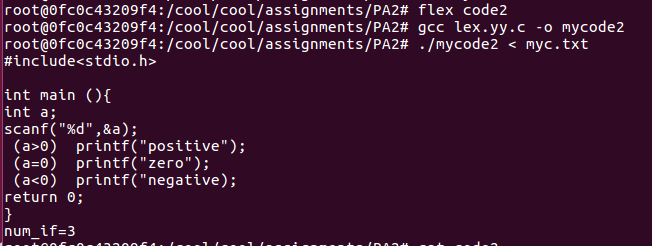 root@0fc0c43209f4:/cool/cool/assignments/PA2# flex code2
root@0fc0c43209f4:/cool/cool/assignments/PA2# gcc lex.yy.c -o mycode2
root@0fc0c43209f4:/cool/cool/assignments/PA2# ./mycode2 < myc.txt
#include<stdio.h>

int main (){
int a;
scanf("%d",&a);
 (a>0)  printf("positive");
 (a=0)  printf("zero");
 (a<0)  printf("negative);
return 0;
}
num_if=3